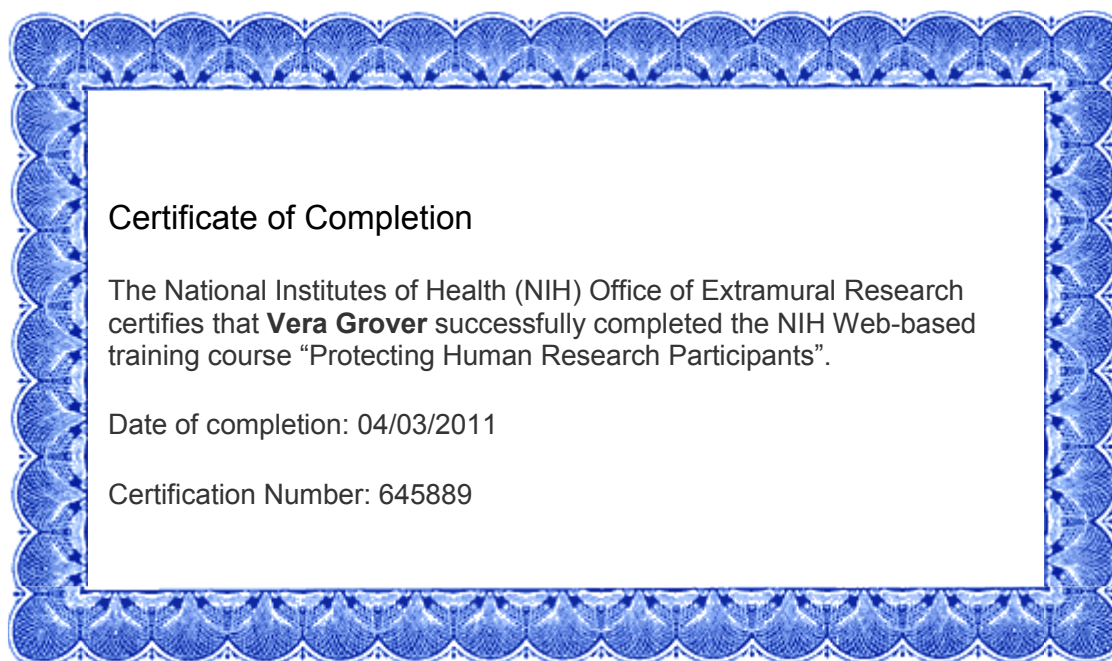 Certificate of Completion
The National Institutes of Health (NIH) Office of Extramural Research
certifies that Vera Grover successfully completed the NIH Web-based
training course “Protecting Human Research Participants”.
Date of completion: 04/03/2011
Certification Number: 645889